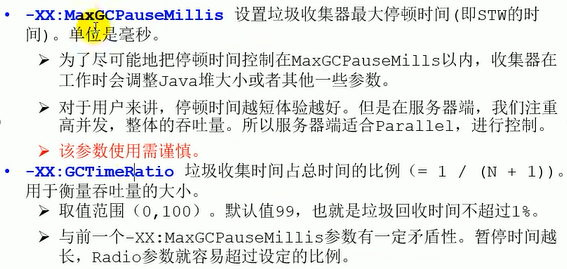 -XX:MaxGCPauseMillis 设置垃圾收集器最大停顿时间(即STW的时
间)。单位是毫秒。
为了尽可能地把停顿时间控制在MaxGCPauseMills以内，收集器在
工作时会调整Java堆大小或者其他一些参数。
对于用户来讲，停顿时间越短体验越好。但是在服务器端，我们注重
高并发，整体的吞吐量。所以服务器端适合Parallel，进行控制。
该参数使用需谨慎。
-XX:GCTimeRatio 垃圾收集时间占总时间的比例（= 1 / (N + 1)）。
用于衡量吞吐量的大小。
取值范围（0,100）。默认值99，也就是垃圾回收时间不超过1%。
与前一个-XX:MaxGCPauseMillis参数有一定矛盾性。暂停时间越
长，Radio参数就容易超过设定的比例。